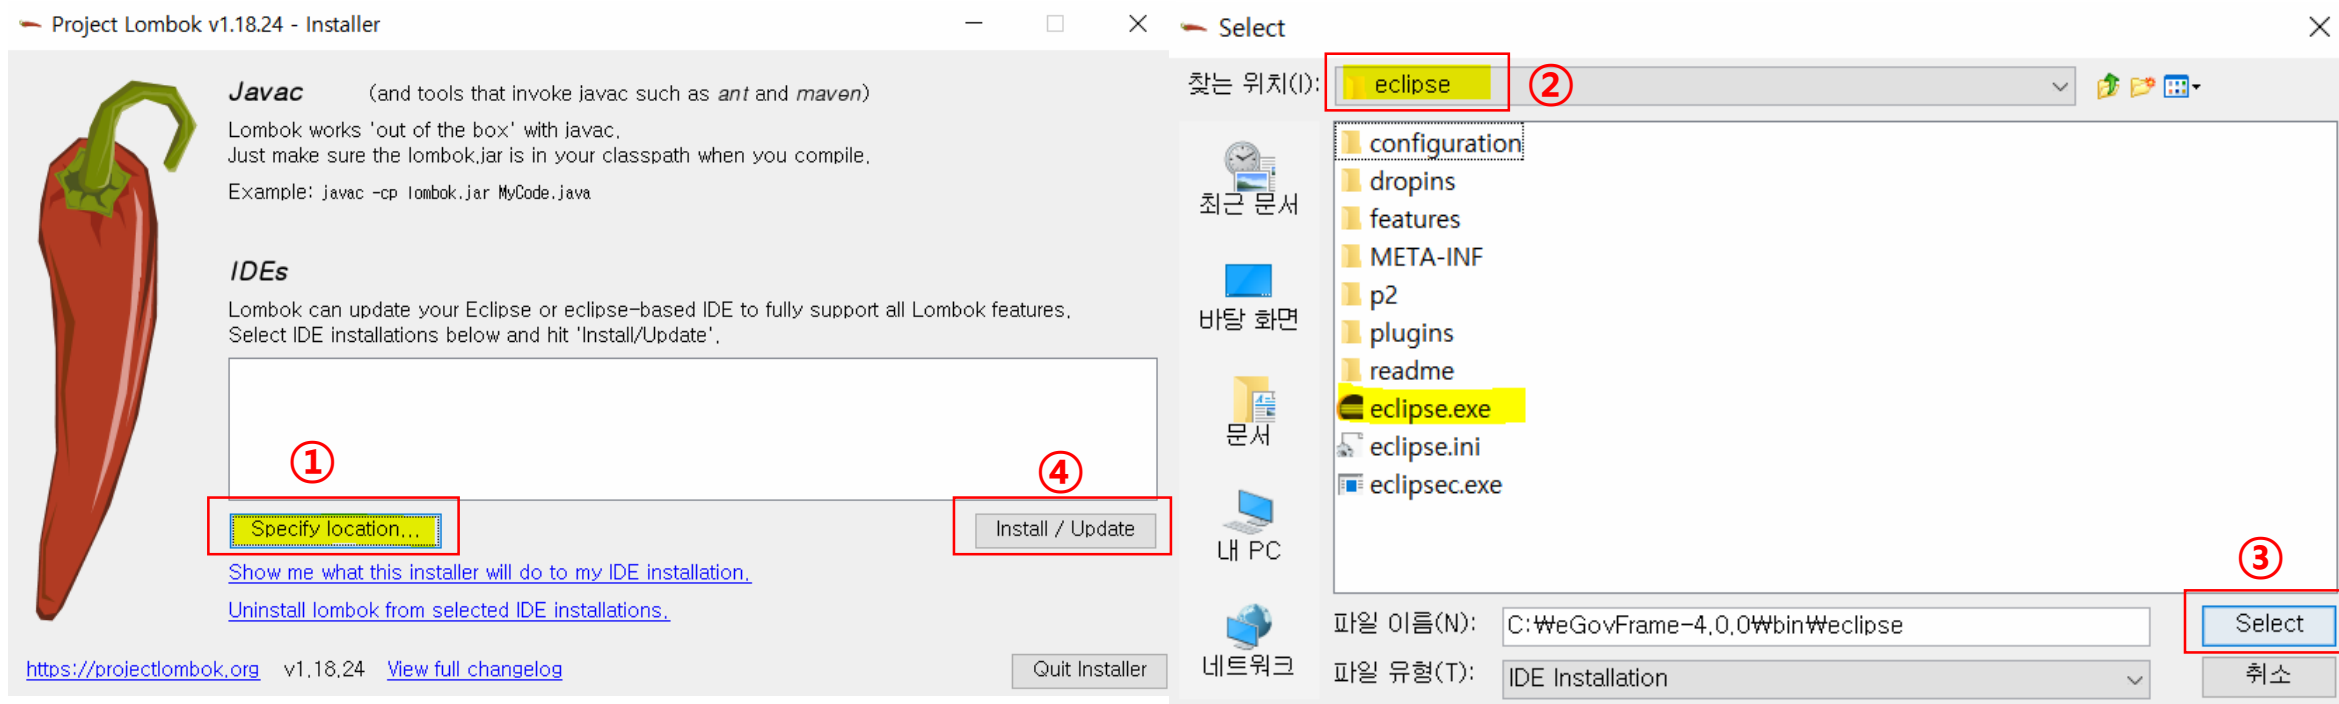 Project Lombok v1.18.24 - Installer
Javac (and tools that invoke javac such as ant and maven)
Lombok works 'out of the box' with javac.
Just make sure the lombok.jar is in your classpath when you compile.
Example: javac -cp lombok.jar MyCode.java
IDEs
Lombok can update your Eclipse or eclipse-based IDE to fully support all Lombok features.
Select IDE installations below and hit 'Install/Update'.
①
④
Specify location...
Install / Update
Show me what this installer will do to my IDE installation.
Uninstall lombok from selected IDE installations.
https://projectlombok.org v1.18.24 View full changelog
Quit Installer
Select
찾는 위치(I): eclipse ②
최근 문서
바탕 화면
문서
내 PC
네트워크
configuration
dropins
features
META-INF
p2
plugins
readme
eclipse.exe
eclipse.ini
eclipsec.exe
③
파일 이름(N): C:₩eGovFrame-4.0.0₩bin₩eclipse
Select
파일 유형(T): IDE Installation
취소